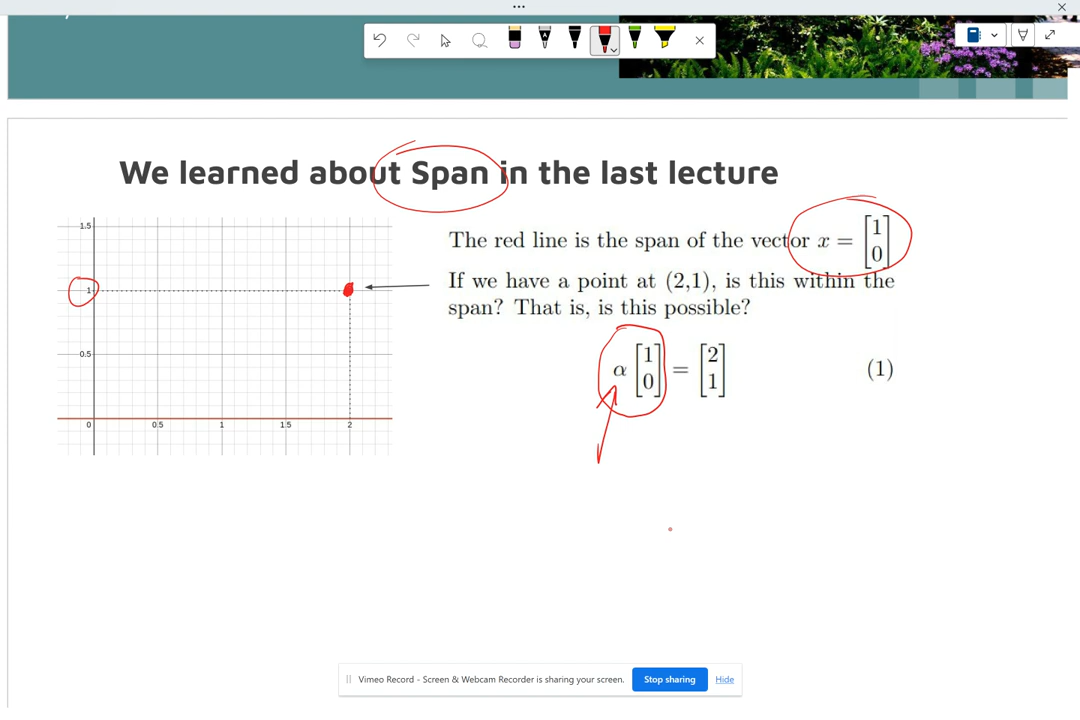 We learned about Span in the last lecture
1.5
The red line is the span of the vector x = [1 0]
If we have a point at (2,1), is this within the
1
span? That is, is this possible?
0.5
α [1 0] = [2 1] (1)
0 0.5 1 1.5 2
Vimeo Record - Screen & Webcam Recorder is sharing your screen. Stop sharing Hide